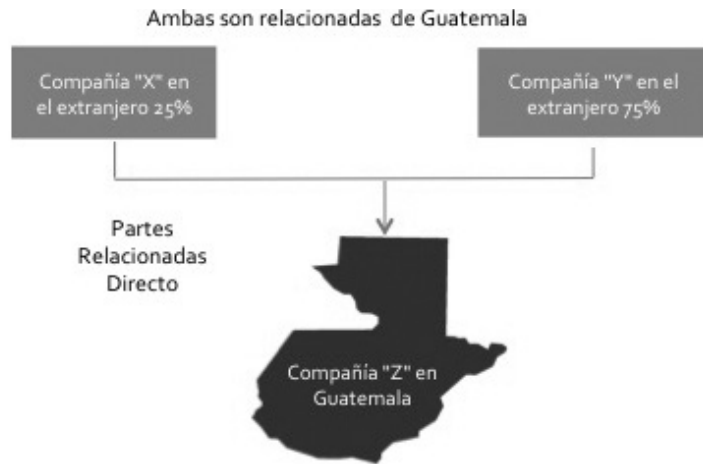 Ambas son relacionadas de Guatemala
Compañía "X" en
el extranjero 25%
Compañía "Y" en el
extranjero 75%
Partes
Relacionadas
Directo
Compañía "Z" en
Guatemala